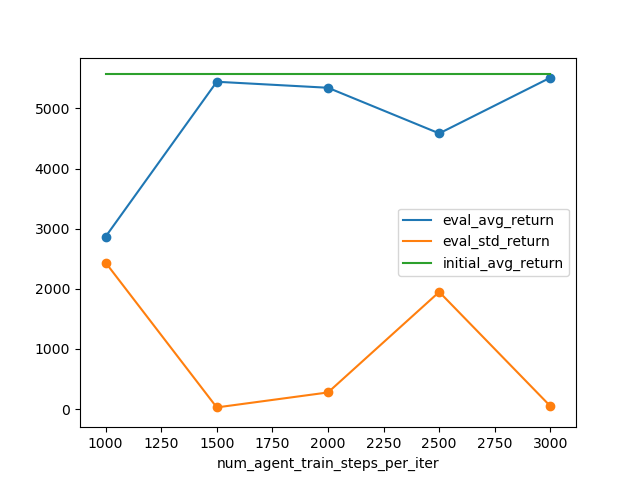 5000
4000
3000
2000
1000
0
eval_avg_return
eval_std_return
initial_avg_return
1000 1250 1500 1750 2000 2250 2500 2750 3000
num_agent_train_steps_per_iter